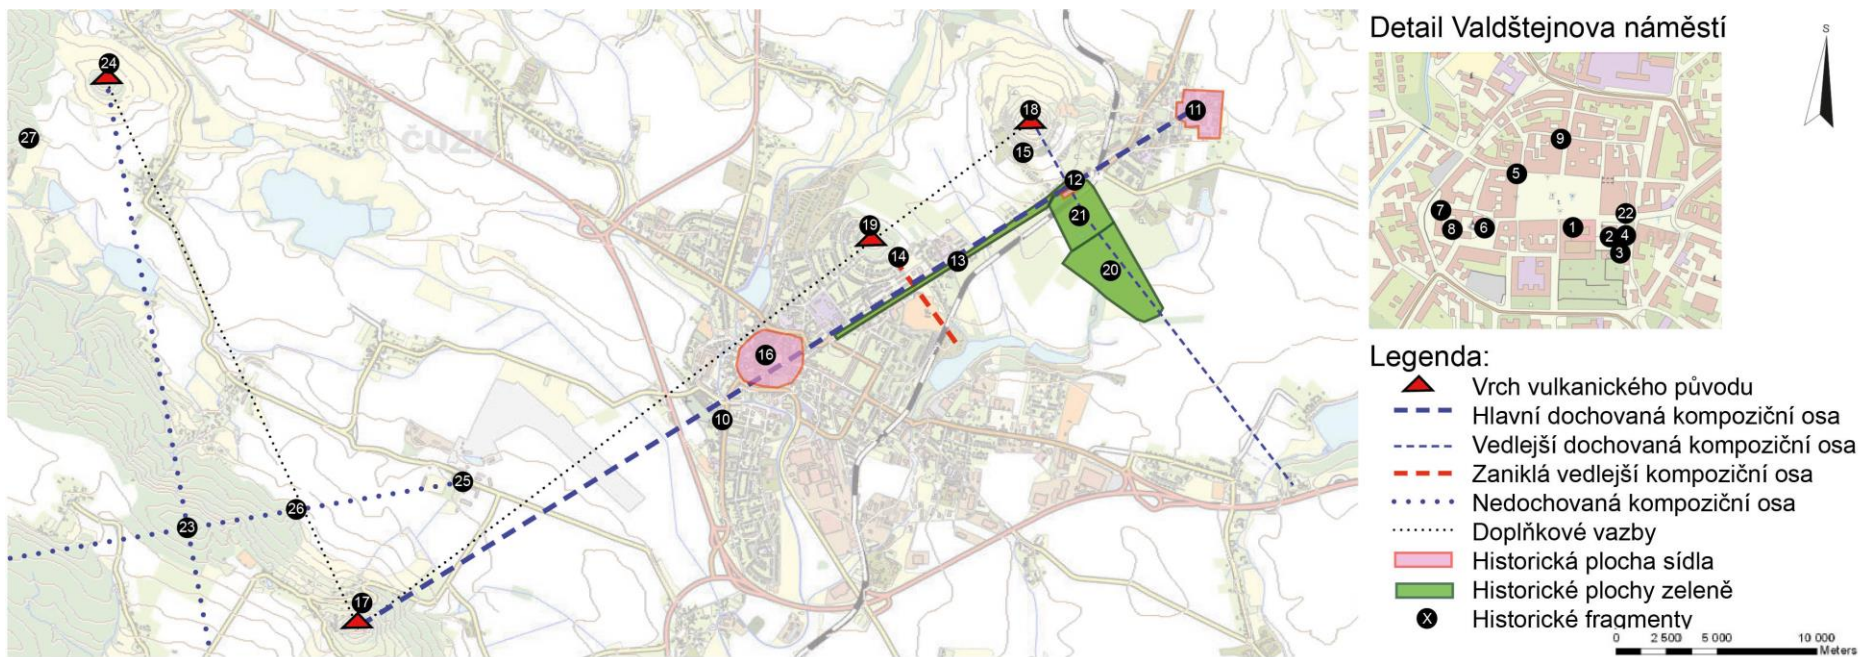 Detail Valdštejnova náměstí
S
24
27
18
15
11
12
21
20
19
14
13
16
10
25
26
23
17
ČÚZK
9
5
7
8
6
1
22
2
4
3
Legenda:
Vrch vulkanického původu
Hlavní dochovaná kompoziční osa
Vedlejší dochovaná kompoziční osa
Zaniklá vedlejší kompoziční osa
Nedochovaná kompoziční osa
Doplňkové vazby
Historická plocha sídla
Historické plochy zeleně
X Historické fragmenty
0 2 500 5 000 10 000
Meters